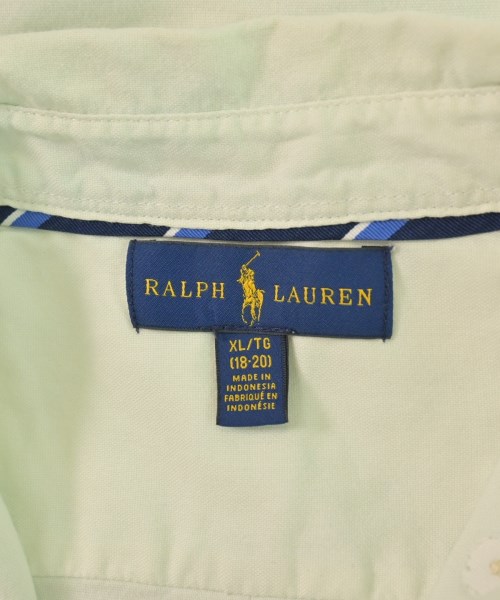 RALPH LAUREN
XL/TG
(18-20)
MADE IN
INDONESIA
FABRIQUÉ EN
INDONÉSIE